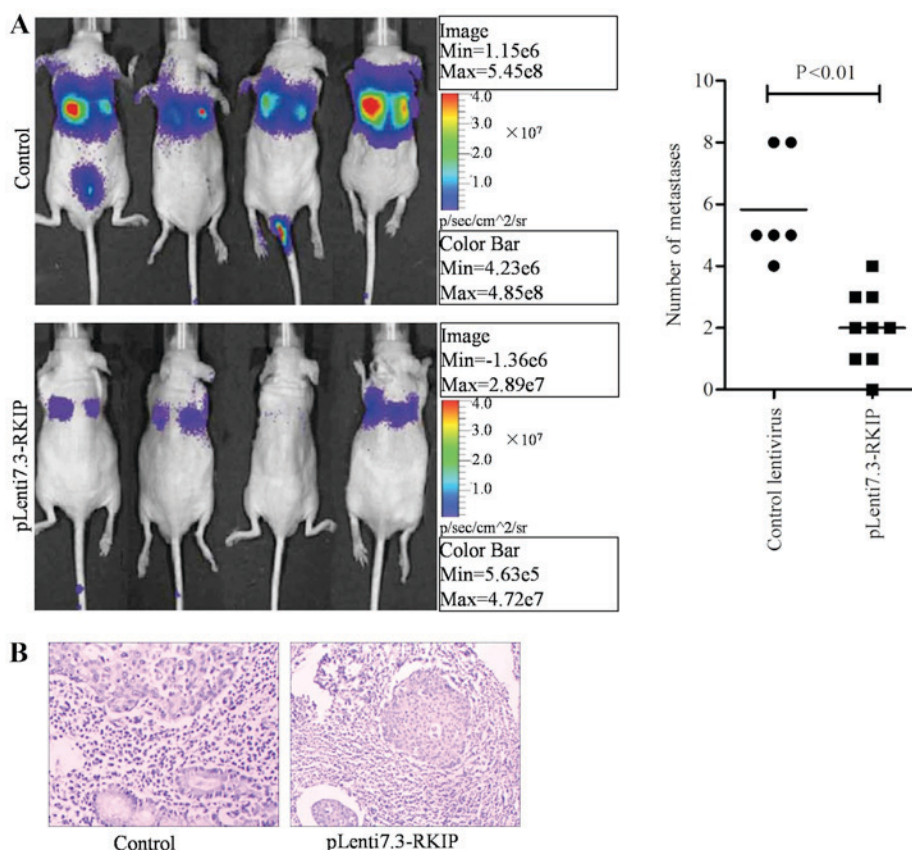 A
Control
Image
Min=1.15e6
Max=5.45e8
4.0
3.0
2.0
1.0
×10⁷
p/sec/cm^2/sr
Color Bar
Min=4.23e6
Max=4.85e8
pLenti7.3-RKIP
Image
Min=-1.36e6
Max=2.89e7
4.0
3.0
2.0
1.0
×10⁷
p/sec/cm^2/sr
Color Bar
Min=5.63e5
Max=4.72e7
P<0.01
Number of metastases
10
8
6
4
2
0
Control lentivirus
pLenti7.3-RKIP
B
Control
pLenti7.3-RKIP